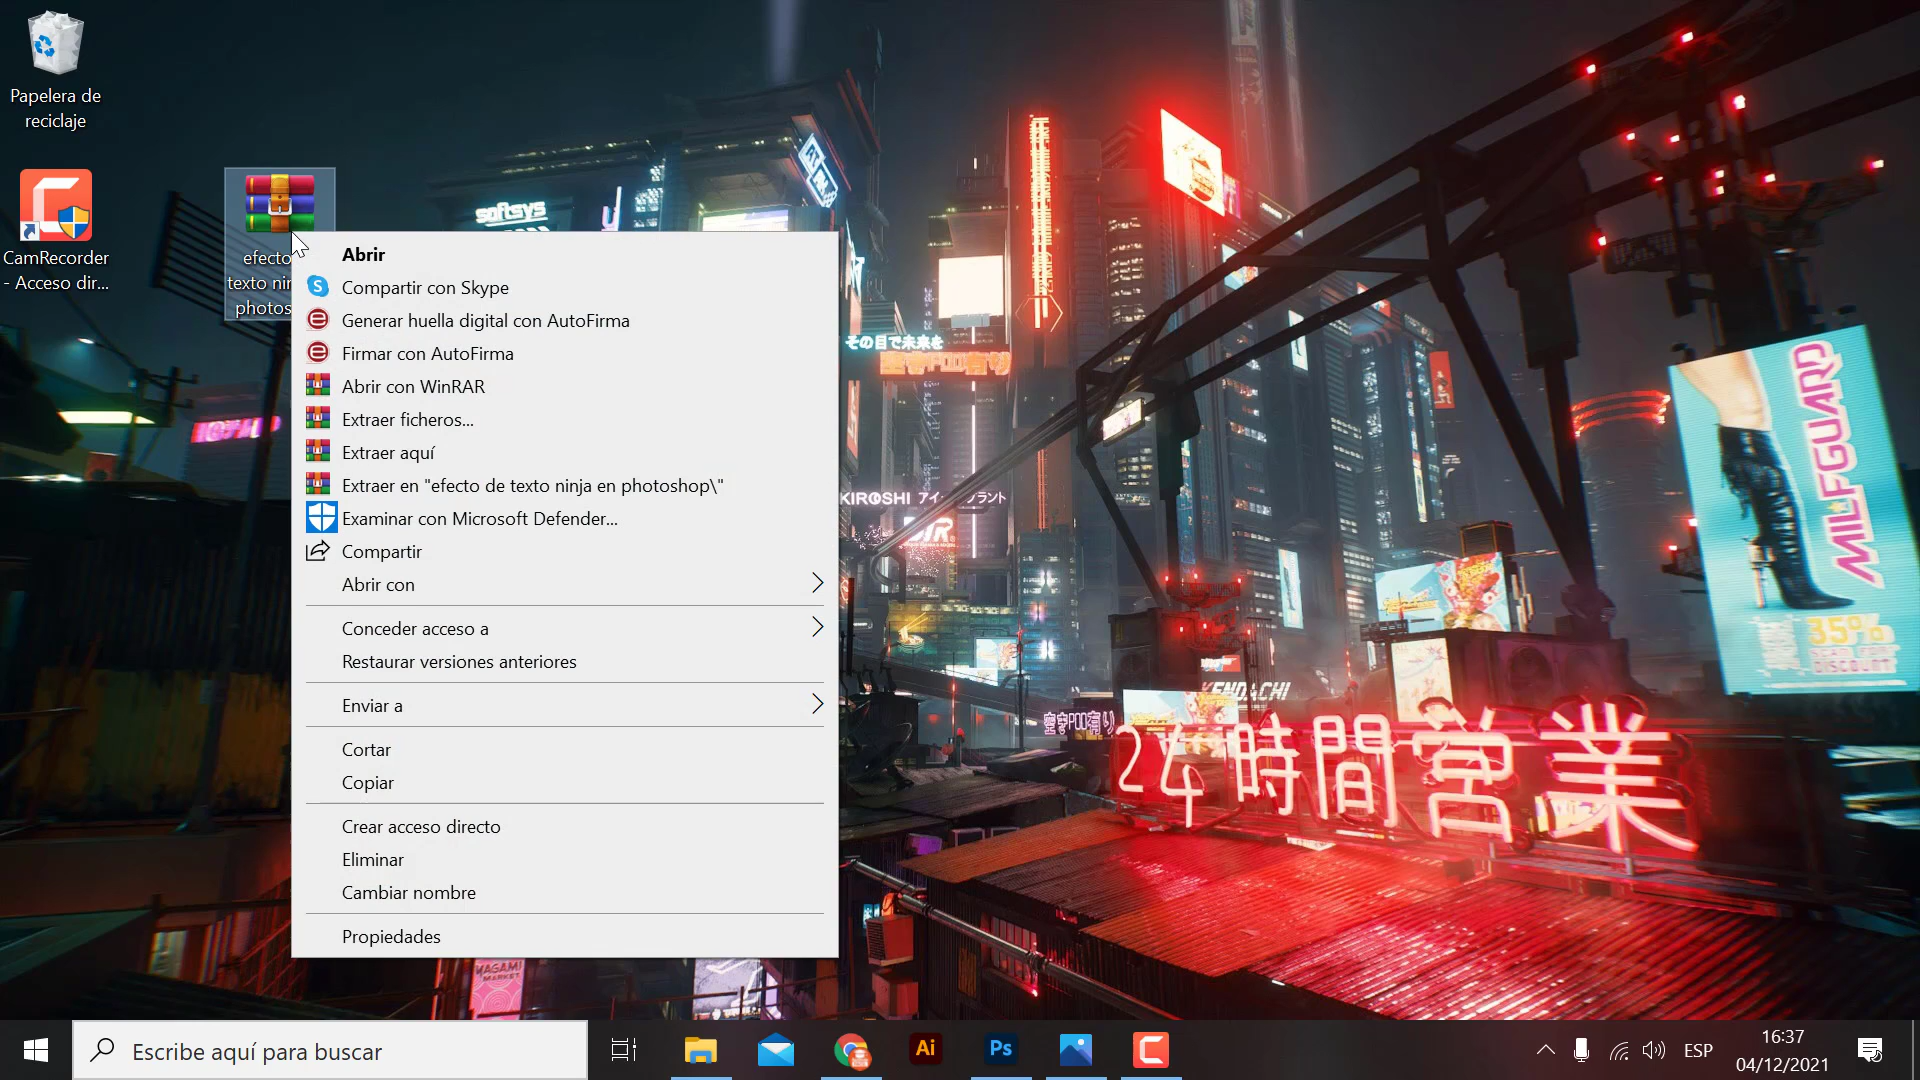 Papelera de
reciclaje
CamRecorder
- Acceso dir...
efecto
photos
Abrir
Compartir con Skype
Generar huella digital con AutoFirma
Firmar con AutoFirma
Abrir con WinRAR
Extraer ficheros...
Extraer aquí
Extraer en "efecto de texto ninja en photoshop\"
Examinar con Microsoft Defender...
Compartir
Abrir con
Conceder acceso a
Restaurar versiones anteriores
Enviar a
Cortar
Copiar
Crear acceso directo
Eliminar
Cambiar nombre
Propiedades
softsys
その目で未来を
KIROSHI
KENDACHI
24時間営業
MILFGUARD
35%
SCAN FOR
DISCOUNT
Escribe aquí para buscar
Ai
Ps
ESP
16:37
04/12/2021